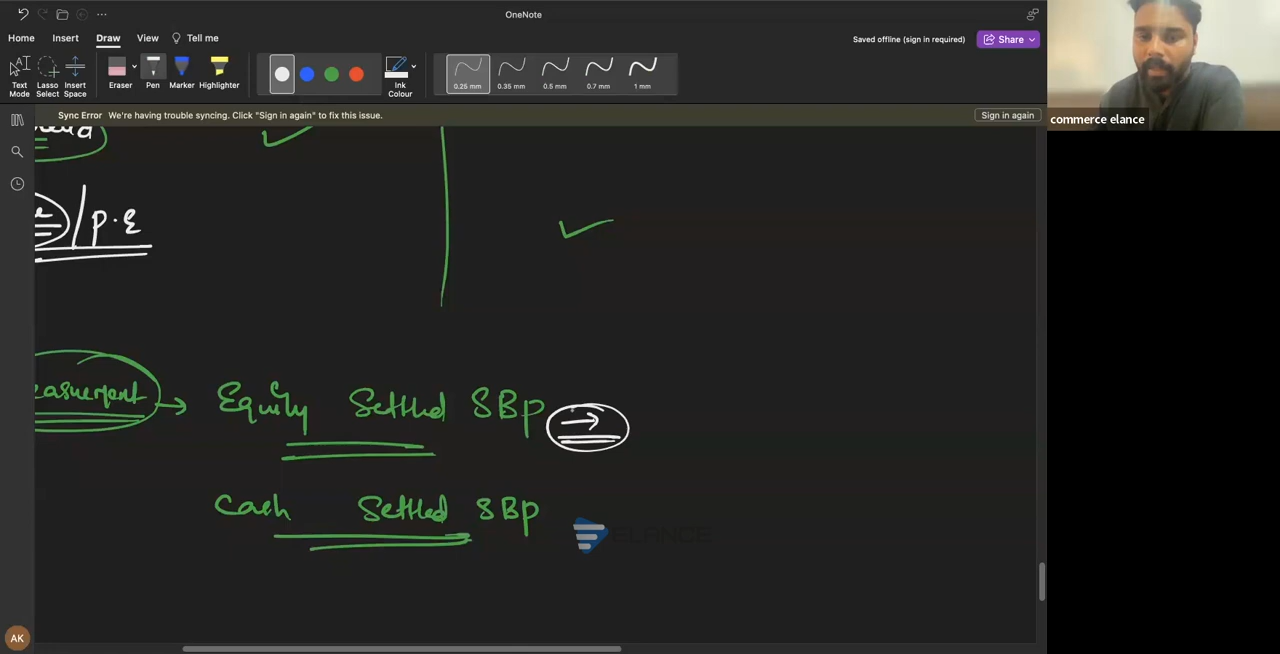 OneNote
Home Insert Draw View Tell me
Saved offline (sign in required) Share
Text Mode
Lasso Select
Insert Space
Eraser
Pen
Marker
Highlighter
Ink Colour
0.25 mm
0.35 mm
0.5 mm
0.7 mm
1 mm
Sync Error We're having trouble syncing. Click "Sign in again" to fix this issue. Sign in again
commerce elance
/ P.E
easurement → Equity Settled SBP →
Cash Settled SBP
ELANCE
AK